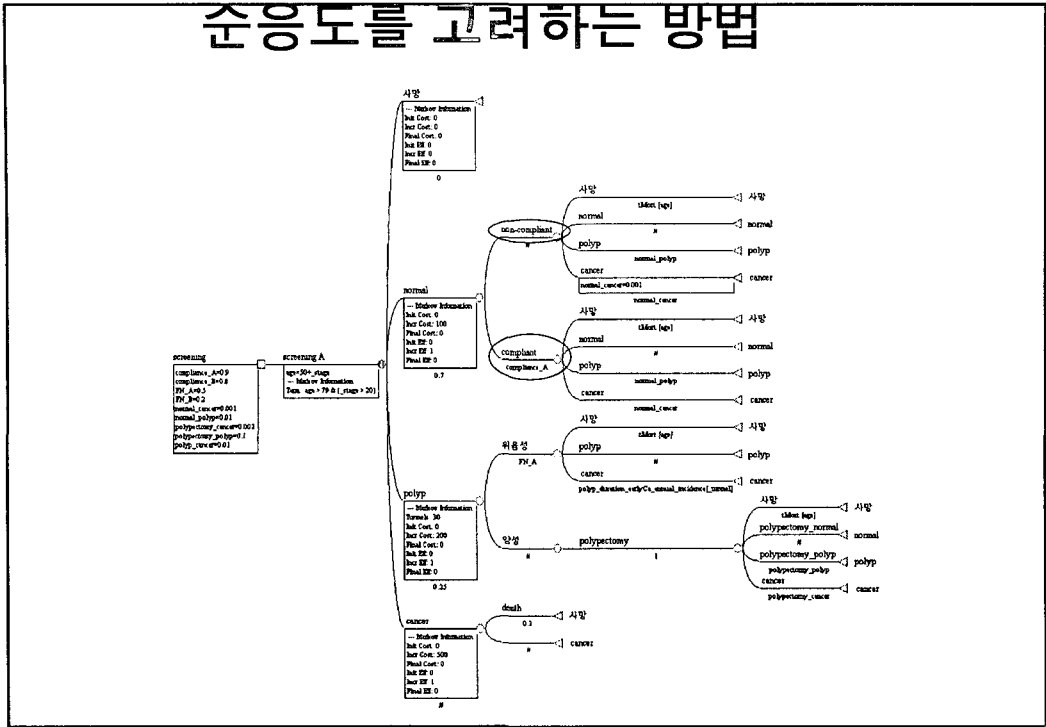 순응도를 고려하는 방법
사망
--- Markov Information
Init Cost: 0
Incr Cost: 0
Final Cost: 0
Init Eff: 0
Incr Eff: 0
Final Eff: 0
0
screening
compliance_A=0.9
compliance_B=0.8
FN_A=0.5
FN_B=0.2
normal_cancer=0.001
normal_polyp=0.01
polypectomy_cancer=0.002
polypectomy_polyp=0.1
polyp_cancer=0.01
screening A
age=50+_stage
--- Markov Information
Term: age > 79 & (_stage > 20)
normal
--- Markov Information
Init Cost: 0
Incr Cost: 100
Final Cost: 0
Init Eff: 0
Incr Eff: 1
Final Eff: 0
0.7
non-compliant
#
사망
tMort [age]
사망
normal
#
normal
polyp
normal_polyp
polyp
cancer
normal_cancer=0.001
normal_cancer
cancer
compliant
compliance_A
사망
tMort [age]
사망
normal
#
normal
polyp
normal_polyp
polyp
cancer
normal_cancer
cancer
polyp
--- Markov Information
Tunnels: 30
Init Cost: 0
Incr Cost: 200
Final Cost: 0
Init Eff: 0
Incr Eff: 1
Final Eff: 0
0.25
위음성
FN_A
사망
tMort [age]
사망
polyp
#
polyp
cancer
polyp_duration_earlyCa_annual_incidence[_tunnel]
cancer
양성
#
polypectomy
1
사망
tMort [age]
사망
polypectomy_normal
#
normal
polypectomy_polyp
polypectomy_polyp
polyp
cancer
polypectomy_cancer
cancer
cancer
--- Markov Information
Init Cost: 0
Incr Cost: 500
Final Cost: 0
Init Eff: 0
Incr Eff: 1
Final Eff: 0
#
death
사망
#
cancer